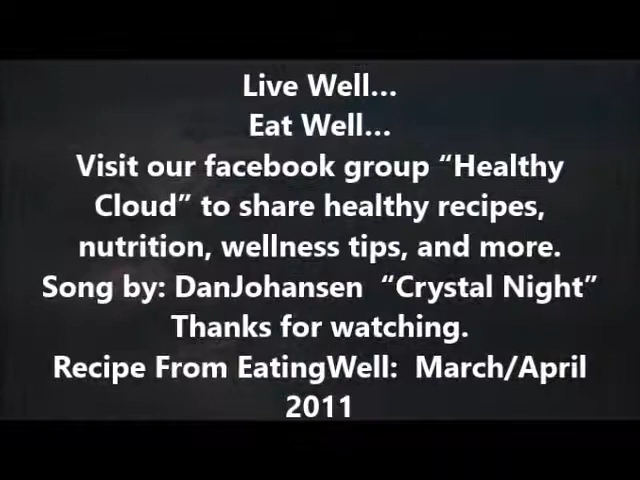 Live Well...
Eat Well...
Visit our facebook group “Healthy
Cloud” to share healthy recipes,
nutrition, wellness tips, and more.
Song by: DanJohansen “Crystal Night”
Thanks for watching.
Recipe From EatingWell: March/April
2011